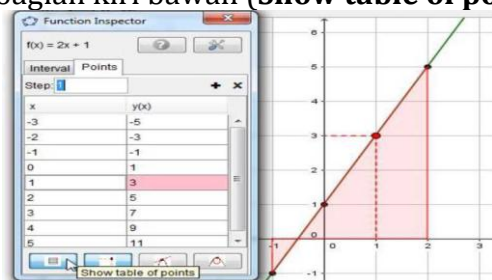 bagian kiri bawah (Show table of po
Function Inspector
f(x) = 2x + 1
Interval Points
Step: 1
x y(x)
-3 -5
-2 -3
-1 -1
0 1
1 3
2 5
3 7
4 9
5 11
Show table of points
6
5
4
3
2
1
0
-1 0 1 2 3
-1